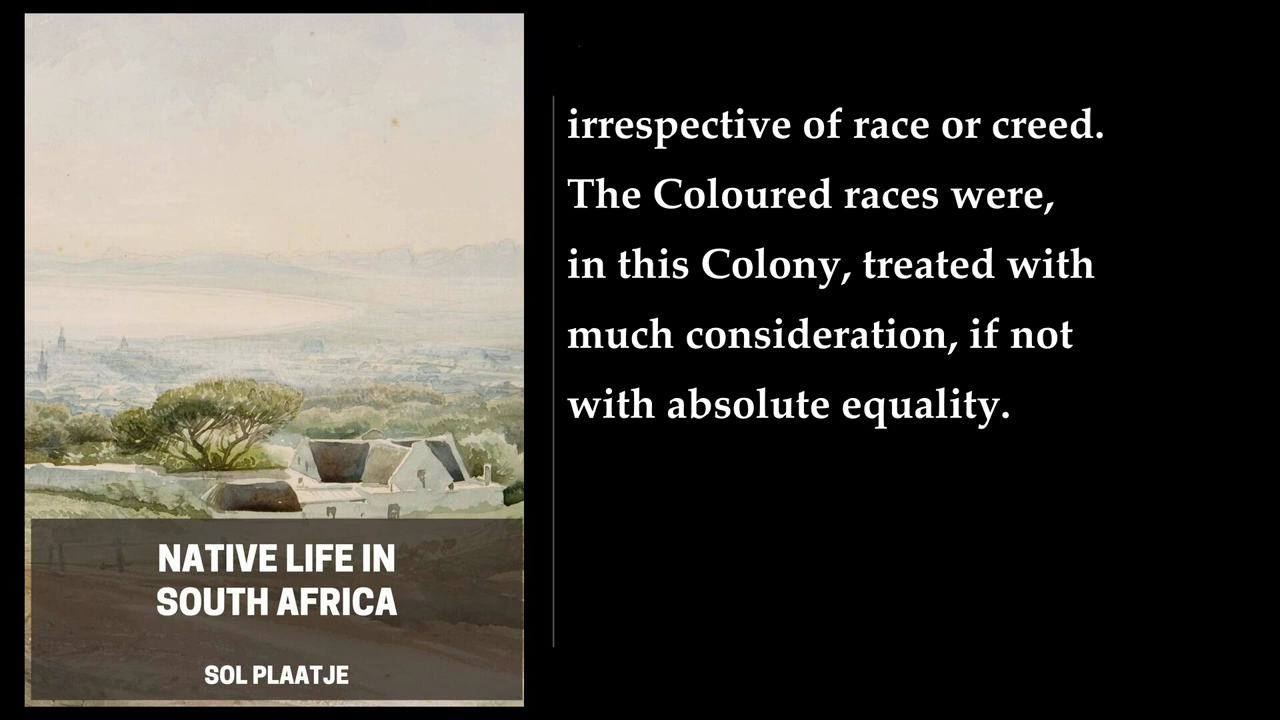 irrespective of race or creed.
The Coloured races were,
in this Colony, treated with
much consideration, if not
with absolute equality.
NATIVE LIFE IN
SOUTH AFRICA
SOL PLAATJE